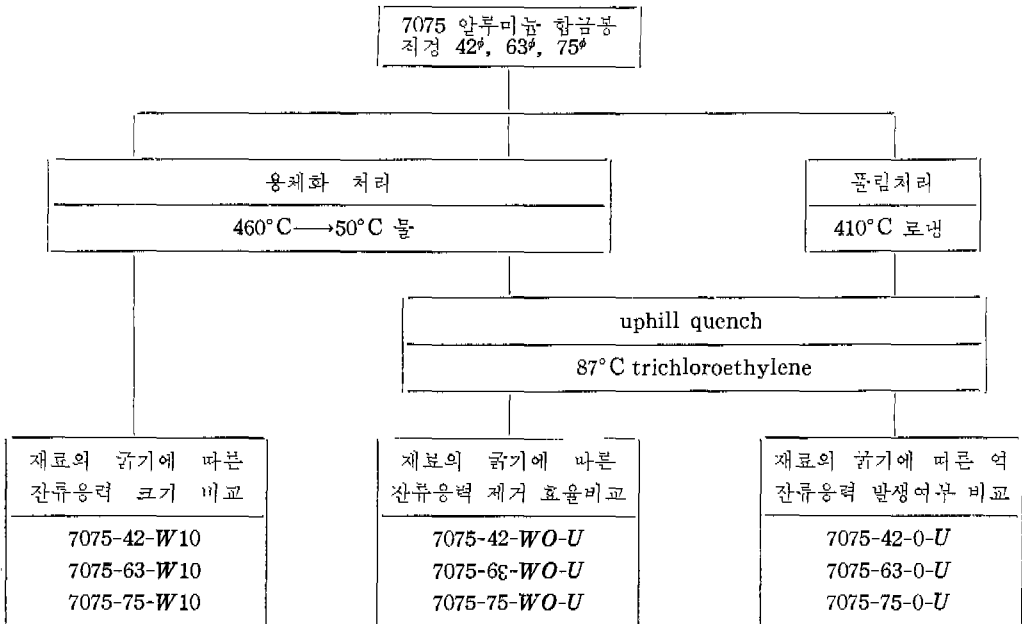 7075 알루미늄 합금봉
직경 42ᶲ, 63ᶲ, 75ᶲ
용체화 처리
460°C⟶50°C 물
풀림처리
410°C 로냉
uphill quench
87°C trichloroethylene
재료의 굵기에 따른
잔류응력 크기 비교
7075-42-W10
7075-63-W10
7075-75-W10
재료의 굵기에 따른
잔류응력 제거 효율비교
7075-42-WO-U
7075-63-WO-U
7075-75-WO-U
재료의 굵기에 따른 역
잔류응력 발생여부 비교
7075-42-0-U
7075-63-0-U
7075-75-0-U